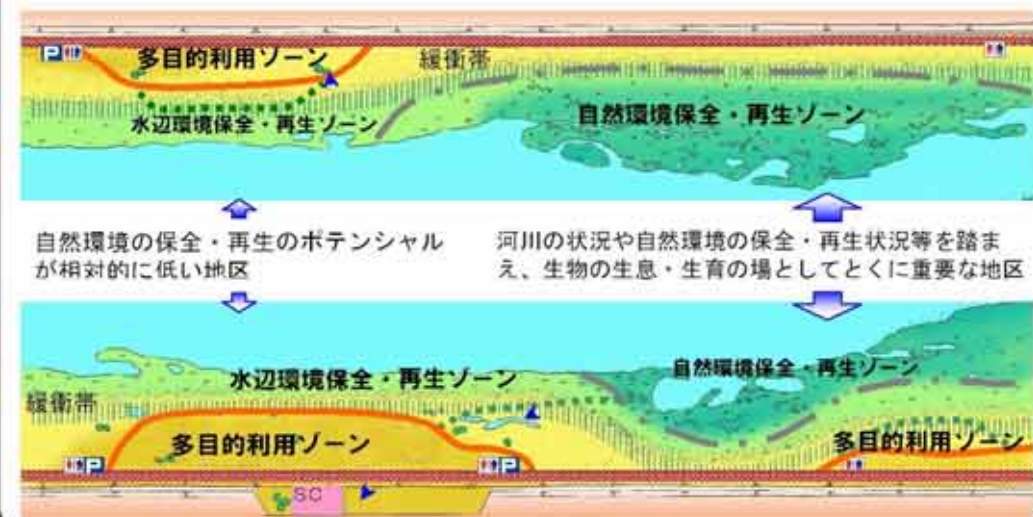 P
多目的利用ゾーン
緩衝帯
水辺環境保全・再生ゾーン
自然環境保全・再生ゾーン
自然環境の保全・再生のポテンシャル
が相対的に低い地区
河川の状況や自然環境の保全・再生状況等を踏ま
え、生物の生息・生育の場としてとくに重要な地区
水辺環境保全・再生ゾーン
自然環境保全・再生ゾーン
緩衝帯
多目的利用ゾーン
多目的利用ゾーン
P
P
SC